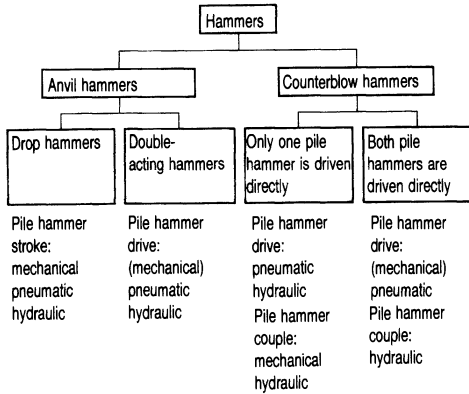 Hammers
Anvil hammers
Counterblow hammers
Drop hammers
Double-
acting hammers
Only one pile
hammer is driven
directly
Both pile
hammers are
driven directly
Pile hammer
stroke:
mechanical
pneumatic
hydraulic
Pile hammer
drive:
(mechanical)
pneumatic
hydraulic
Pile hammer
drive:
pneumatic
hydraulic
Pile hammer
couple:
mechanical
hydraulic
Pile hammer
drive:
(mechanical)
pneumatic
Pile hammer
couple:
hydraulic